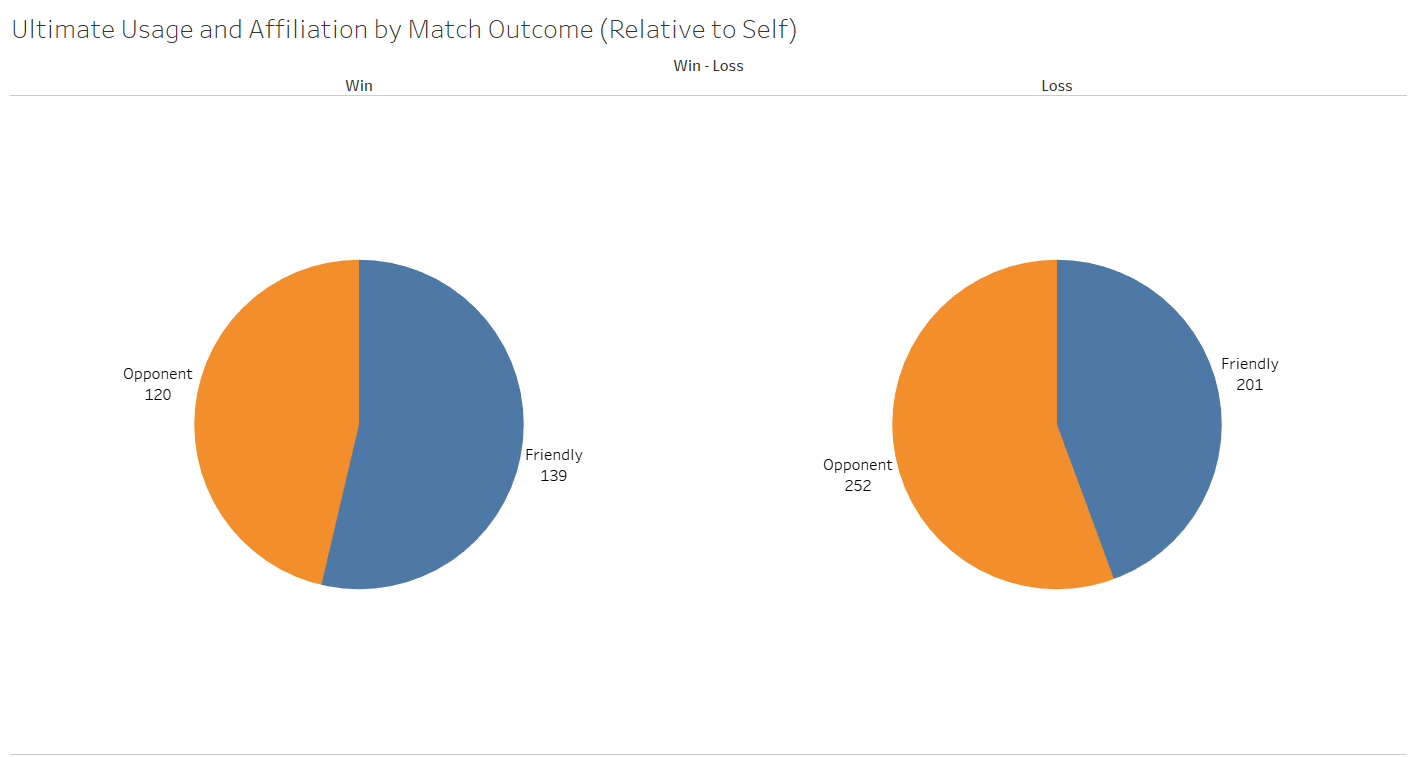 Ultimate Usage and Affiliation by Match Outcome (Relative to Self)
Win - Loss
Win
Loss
Opponent
120
Friendly
139
Friendly
201
Opponent
252